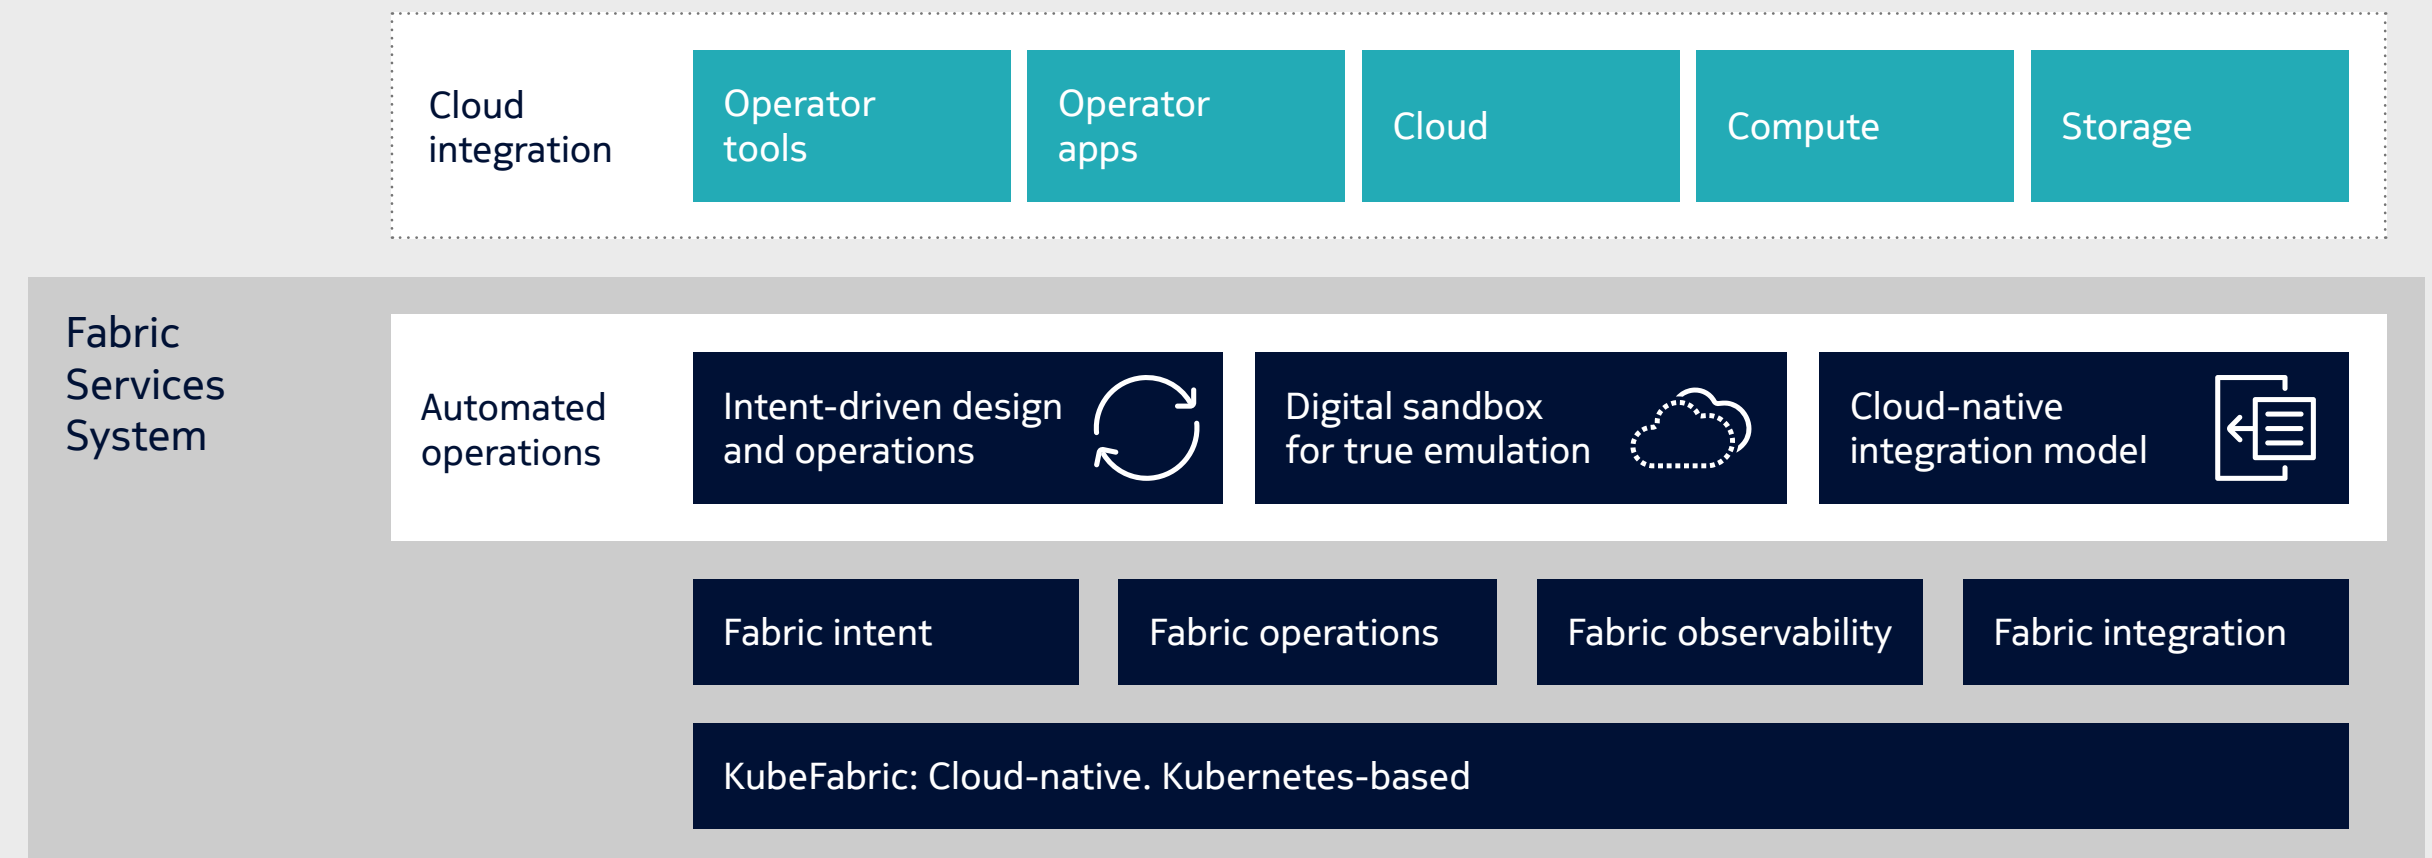 Cloud
integration
Operator
tools
Operator
apps
Cloud
Compute
Storage
Fabric
Services
System
Automated
operations
Intent-driven design
and operations
Digital sandbox
for true emulation
Cloud-native
integration model
Fabric intent
Fabric operations
Fabric observability
Fabric integration
KubeFabric: Cloud-native. Kubernetes-based